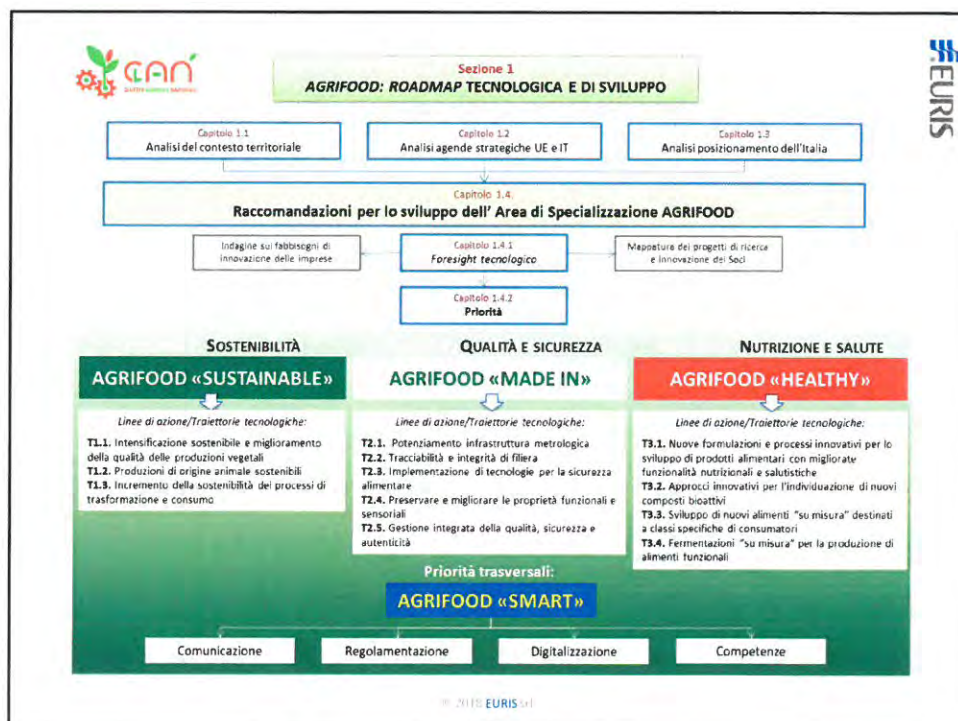 CLAN
CLUSTER AGRIFOOD NAZIONALE
EURIS
Sezione 1
AGRIFOOD: ROADMAP TECNOLOGICA E DI SVILUPPO
Capitolo 1.1
Analisi del contesto territoriale
Capitolo 1.2
Analisi agende strategiche UE e IT
Capitolo 1.3
Analisi posizionamento dell'Italia
Capitolo 1.4.
Raccomandazioni per lo sviluppo dell' Area di Specializzazione AGRIFOOD
Indagine sui fabbisogni di
innovazione delle imprese
Capitolo 1.4.1
Foresight tecnologico
Mappatura dei progetti di ricerca
e innovazione dei Soci
Capitolo 1.4.2
Priorità
SOSTENIBILITÀ
AGRIFOOD «SUSTAINABLE»
Linee di azione/Traiettorie tecnologiche:
T1.1. Intensificazione sostenibile e miglioramento
della qualità delle produzioni vegetali
T1.2. Produzioni di origine animale sostenibili
T1.3. Incremento della sostenibilità dei processi di
trasformazione e consumo
QUALITÀ E SICUREZZA
AGRIFOOD «MADE IN»
Linee di azione/Traiettorie tecnologiche:
T2.1. Potenziamento infrastruttura metrologica
T2.2. Tracciabilità e integrità di filiera
T2.3. Implementazione di tecnologie per la sicurezza
alimentare
T2.4. Preservare e migliorare le proprietà funzionali e
sensoriali
T2.5. Gestione integrata della qualità, sicurezza e
autenticità
NUTRIZIONE E SALUTE
AGRIFOOD «HEALTHY»
Linee di azione/Traiettorie tecnologiche:
T3.1. Nuove formulazioni e processi innovativi per lo
sviluppo di prodotti alimentari con migliorate
funzionalità nutrizionali e salutistiche
T3.2. Approcci innovativi per l'individuazione di nuovi
composti bioattivi
T3.3. Sviluppo di nuovi alimenti "su misura" destinati
a classi specifiche di consumatori
T3.4. Fermentazioni "su misura" per la produzione di
alimenti funzionali
Priorità trasversali:
AGRIFOOD «SMART»
Comunicazione
Regolamentazione
Digitalizzazione
Competenze
© 2018 EURIS srl